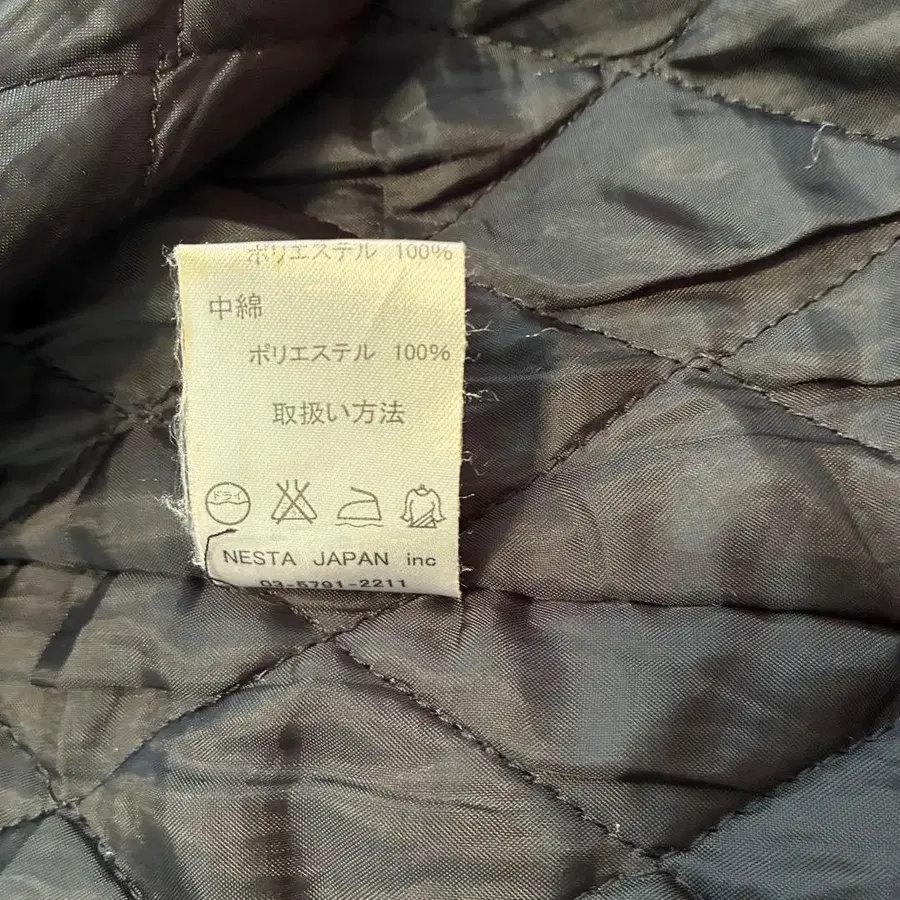 ポリエステル 100%
中綿
ポリエステル 100%
取扱い方法
ドライ
NESTA JAPAN inc
03-5791-2211